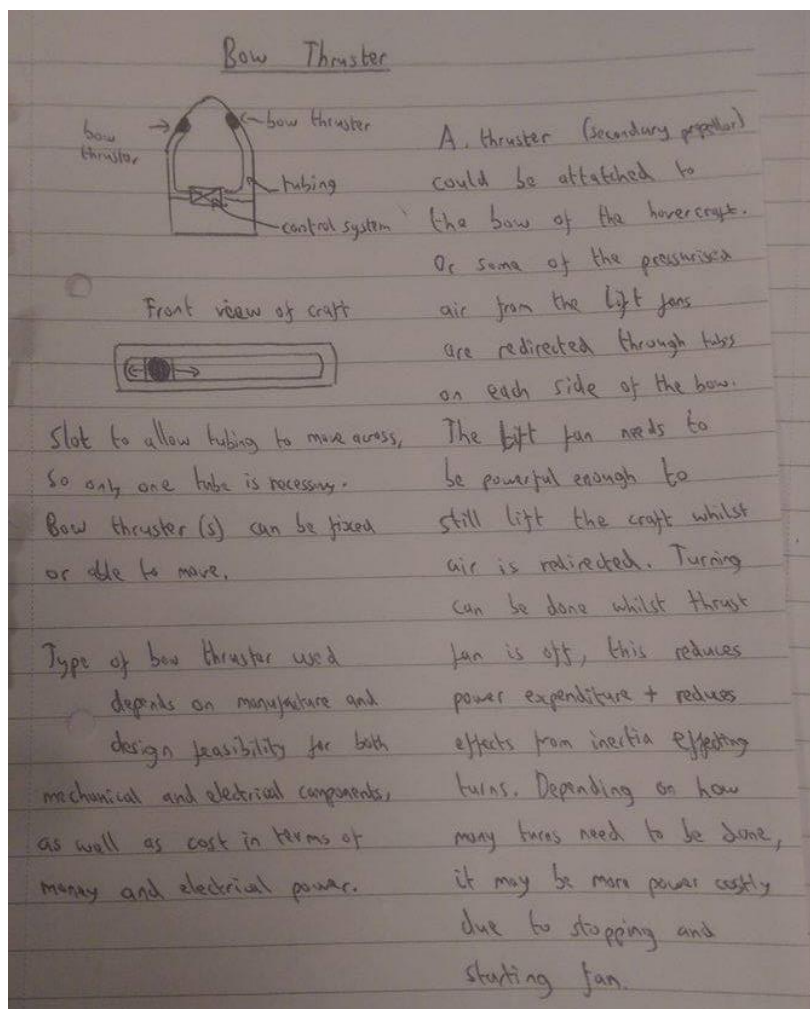 Bow Thruster
bow
thruster
bow thruster
tubing
control system
Front view of craft
Slot to allow tubing to move across,
so only one tube is necessary.
Bow thruster(s) can be fixed
or able to move.
Type of bow thruster used
depends on manufacture and
design feasibility for both
mechanical and electrical components,
as well as cost in terms of
money and electrical power.
A thruster (secondary propellor)
could be attatched to
the bow of the hovercraft.
Or some of the pressurised
air from the lift fans
are redirected through tubes
on each side of the bow.
The lift fan needs to
be powerful enough to
still lift the craft whilst
air is redirected. Turning
can be done whilst thrust
fan is off, this reduces
power expenditure + reduces
effects from inertia effecting
turns. Depending on how
many turns need to be done,
it may be more power costly
due to stopping and
starting fan.